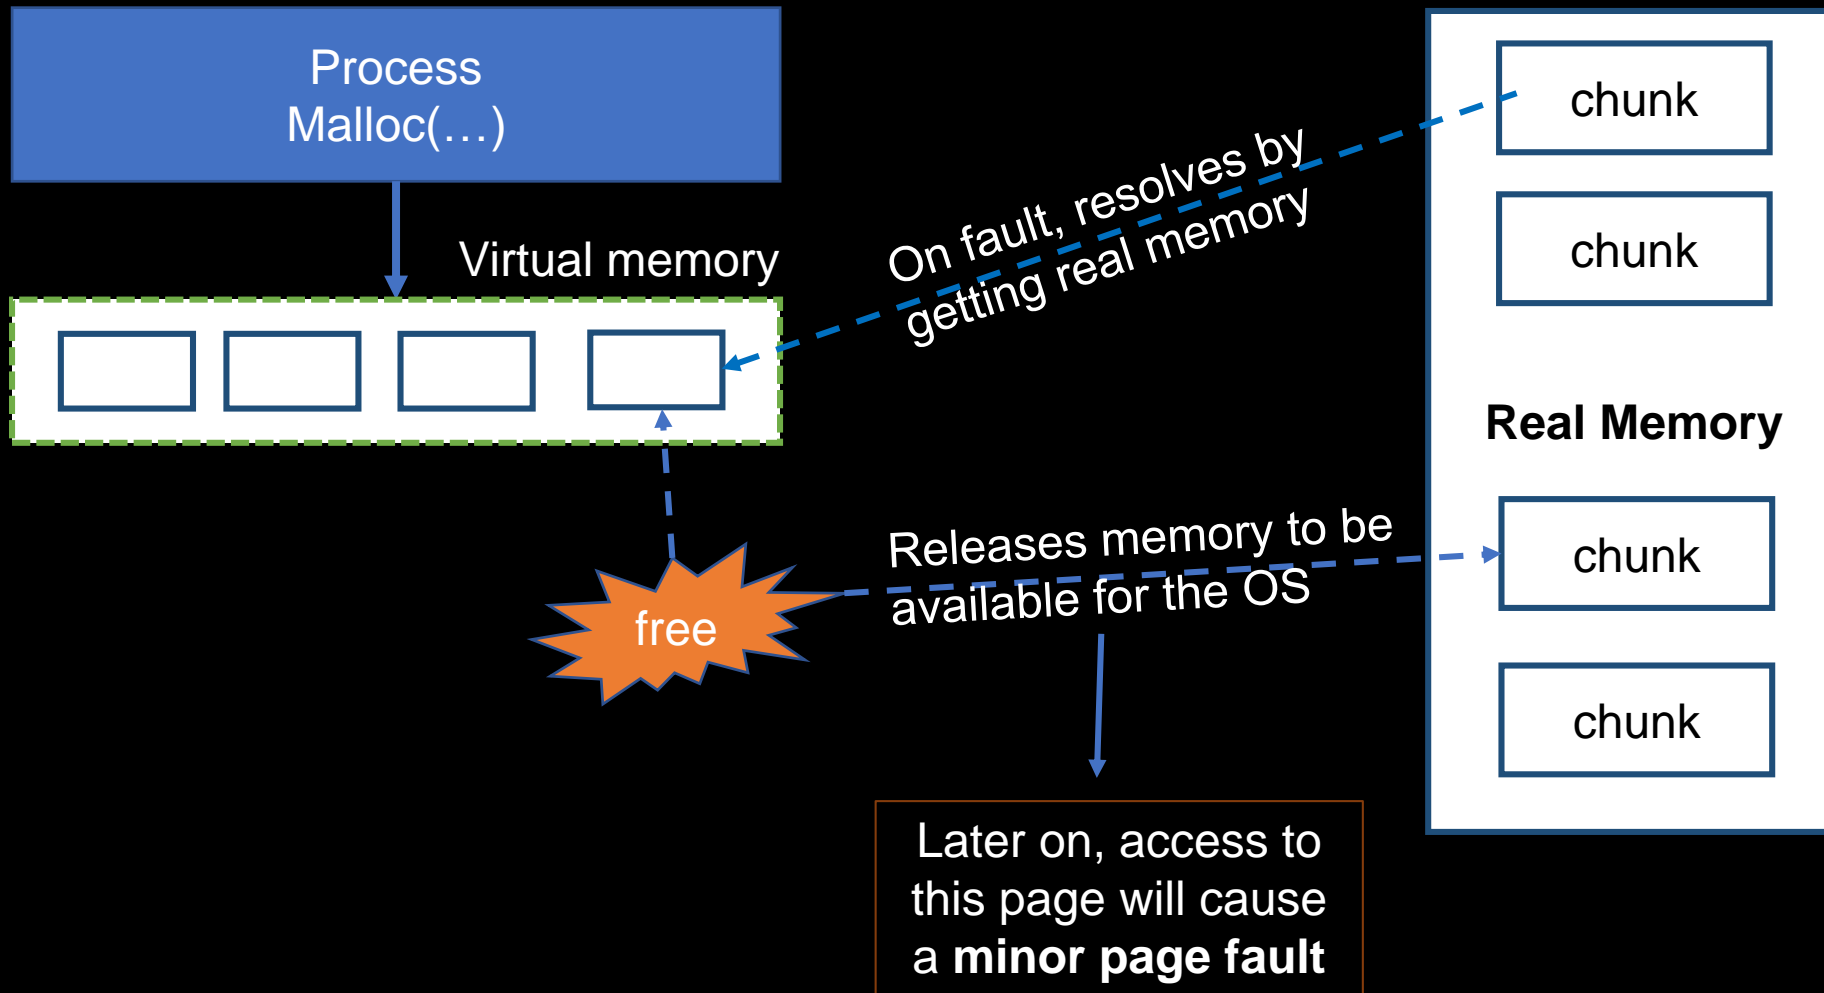 Process
Malloc(…)
Virtual memory
On fault, resolves by
getting real memory
chunk
chunk
Real Memory
chunk
chunk
free
Releases memory to be
available for the OS
Later on, access to
this page will cause
a minor page fault